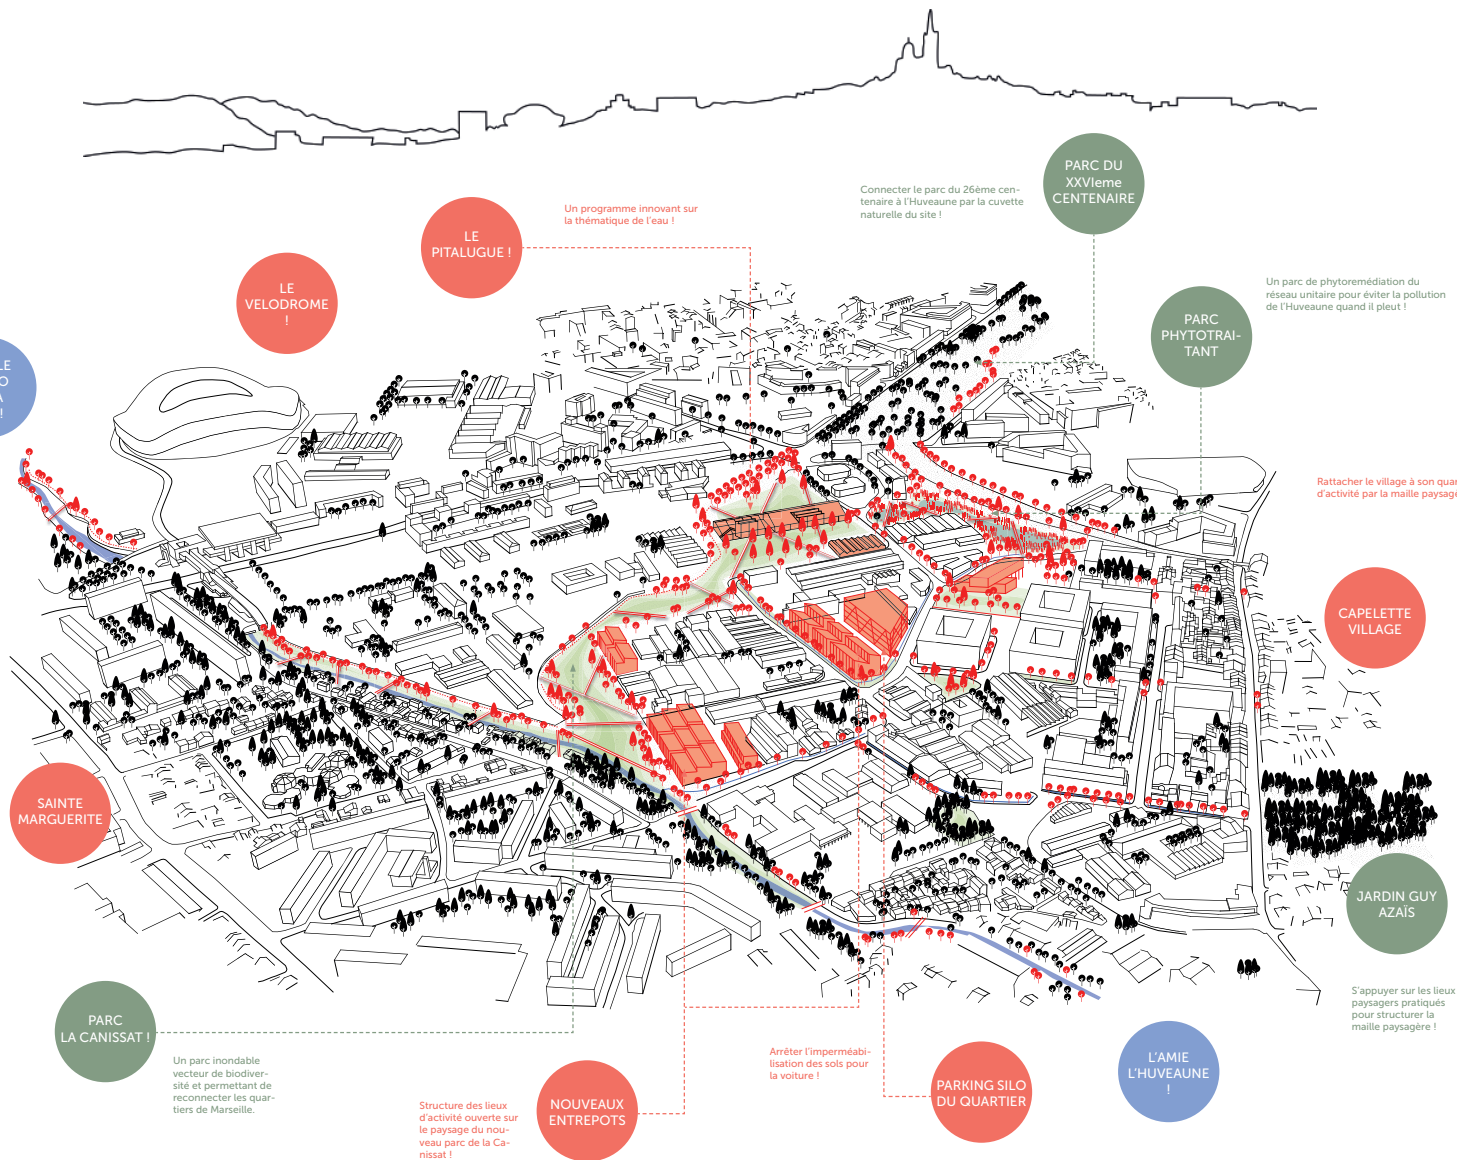 PARC DU
XXVIeme
CENTENAIRE
Connecter le parc du 26ème cen-
tenaire à l'Huveaune par la cuvette
naturelle du site !
Un programme innovant sur
la thématique de l'eau !
LE
PITALUGUE !
LE
VELODROME
!
Un parc de phytoremédiation du
réseau unitaire pour éviter la pollution
de l'Huveaune quand il pleut !
PARC
PHYTOTRAI-
TANT
LE
O
A
!
Rattacher le village à son quar
d'activité par la maille paysag
CAPELETTE
VILLAGE
SAINTE
MARGUERITE
JARDIN GUY
AZAÏS
S'appuyer sur les lieux
paysagers pratiqués
pour structurer la
maille paysagère !
PARC
LA CANISSAT !
Un parc inondable
vecteur de biodiver-
sité et permettant de
reconnecter les quar-
tiers de Marseille.
Structure des lieux
d'activité ouverte sur
le paysage du nou-
veau parc de la Ca-
nissat !
NOUVEAUX
ENTREPOTS
Arrêter l'imperméabi-
lisation des sols pour
la voiture !
PARKING SILO
DU QUARTIER
L'AMIE
L'HUVEAUNE
!